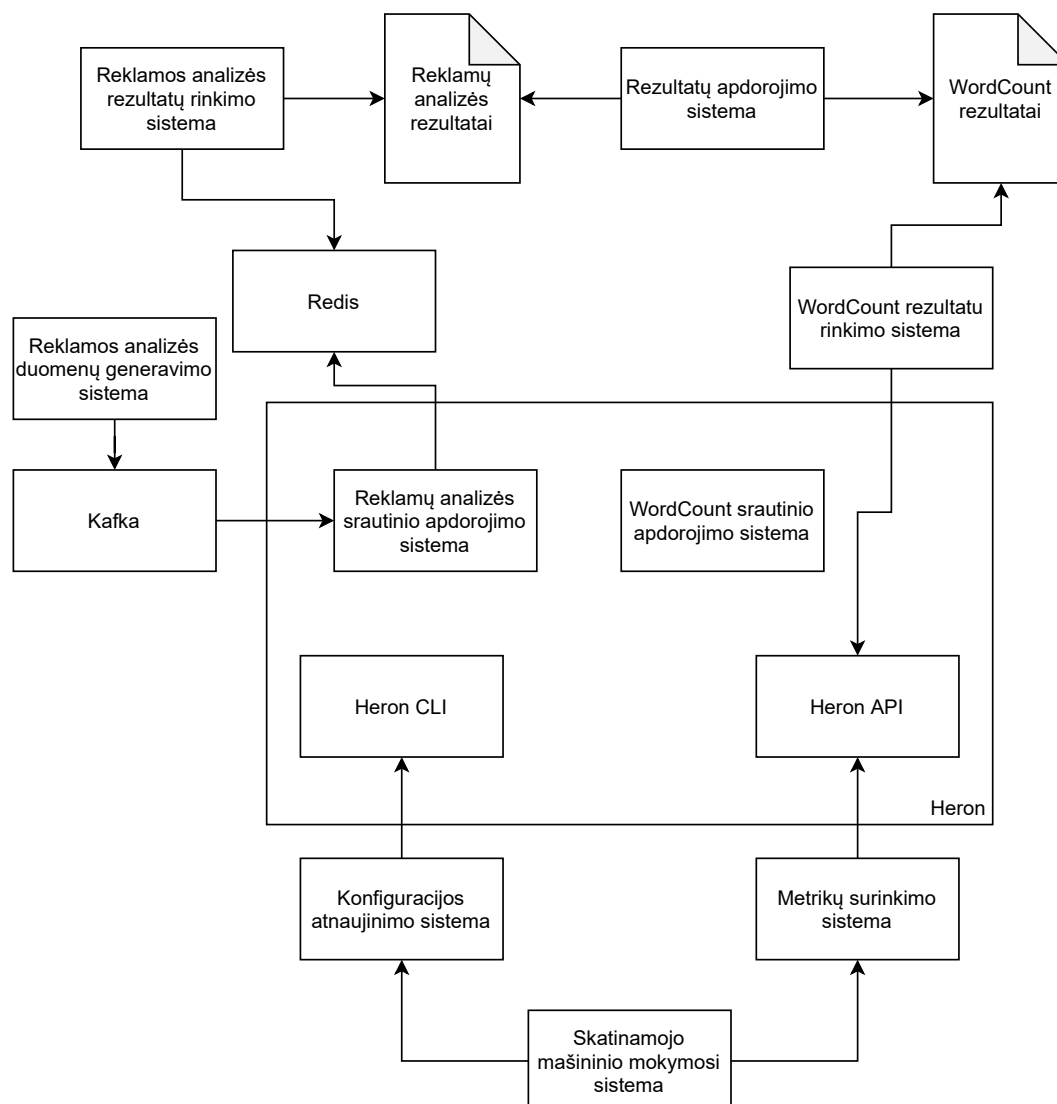 Reklamos analizės
rezultatų rinkimo
sistema
Reklamų
analizės
rezultatai
Rezultatų apdorojimo
sistema
WordCount
rezultatai
Redis
WordCount rezultatu
rinkimo sistema
Reklamos analizės
duomenų generavimo
sistema
Kafka
Reklamų analizės
srautinio apdorojimo
sistema
WordCount srautinio
apdorojimo sistema
Heron CLI
Heron API
Heron
Konfiguracijos
atnaujinimo sistema
Metrikų surinkimo
sistema
Skatinamojo
mašininio mokymosi
sistema